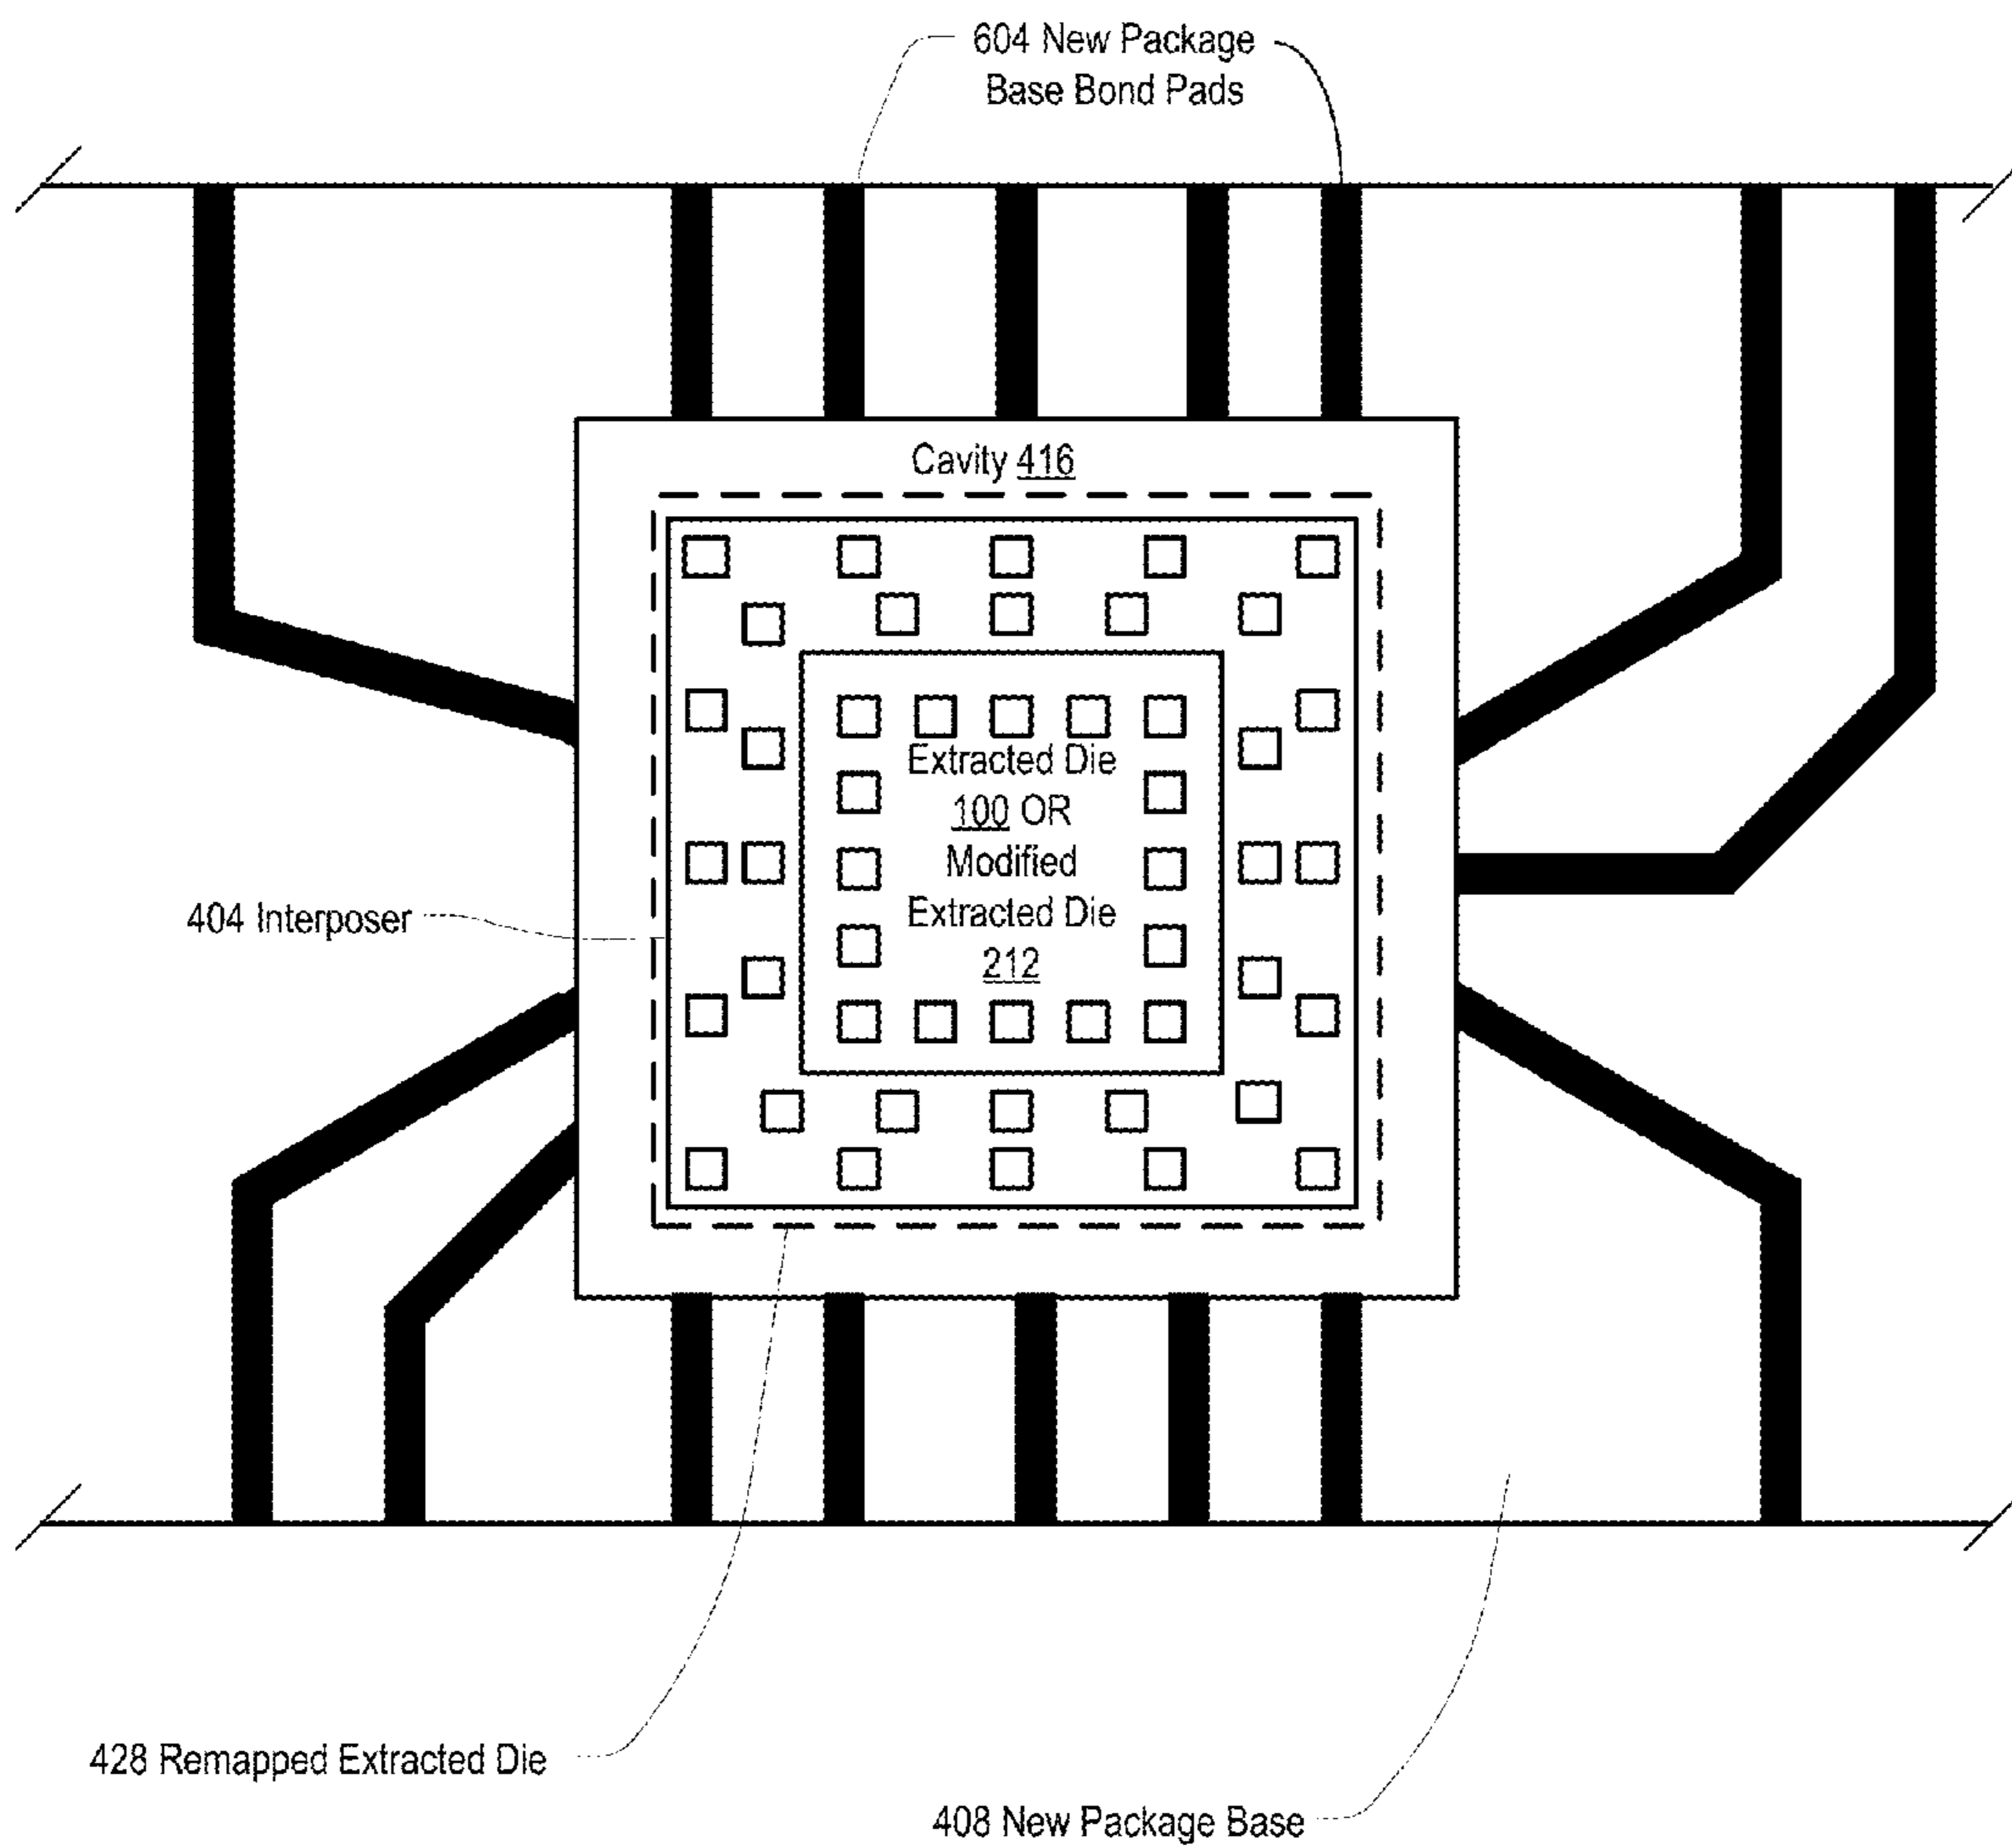 604 New Package
Base Bond Pads
Cavity 416
Extracted Die
100 OR
Modified
Extracted Die
212
404 Interposer
428 Remapped Extracted Die
408 New Package Base